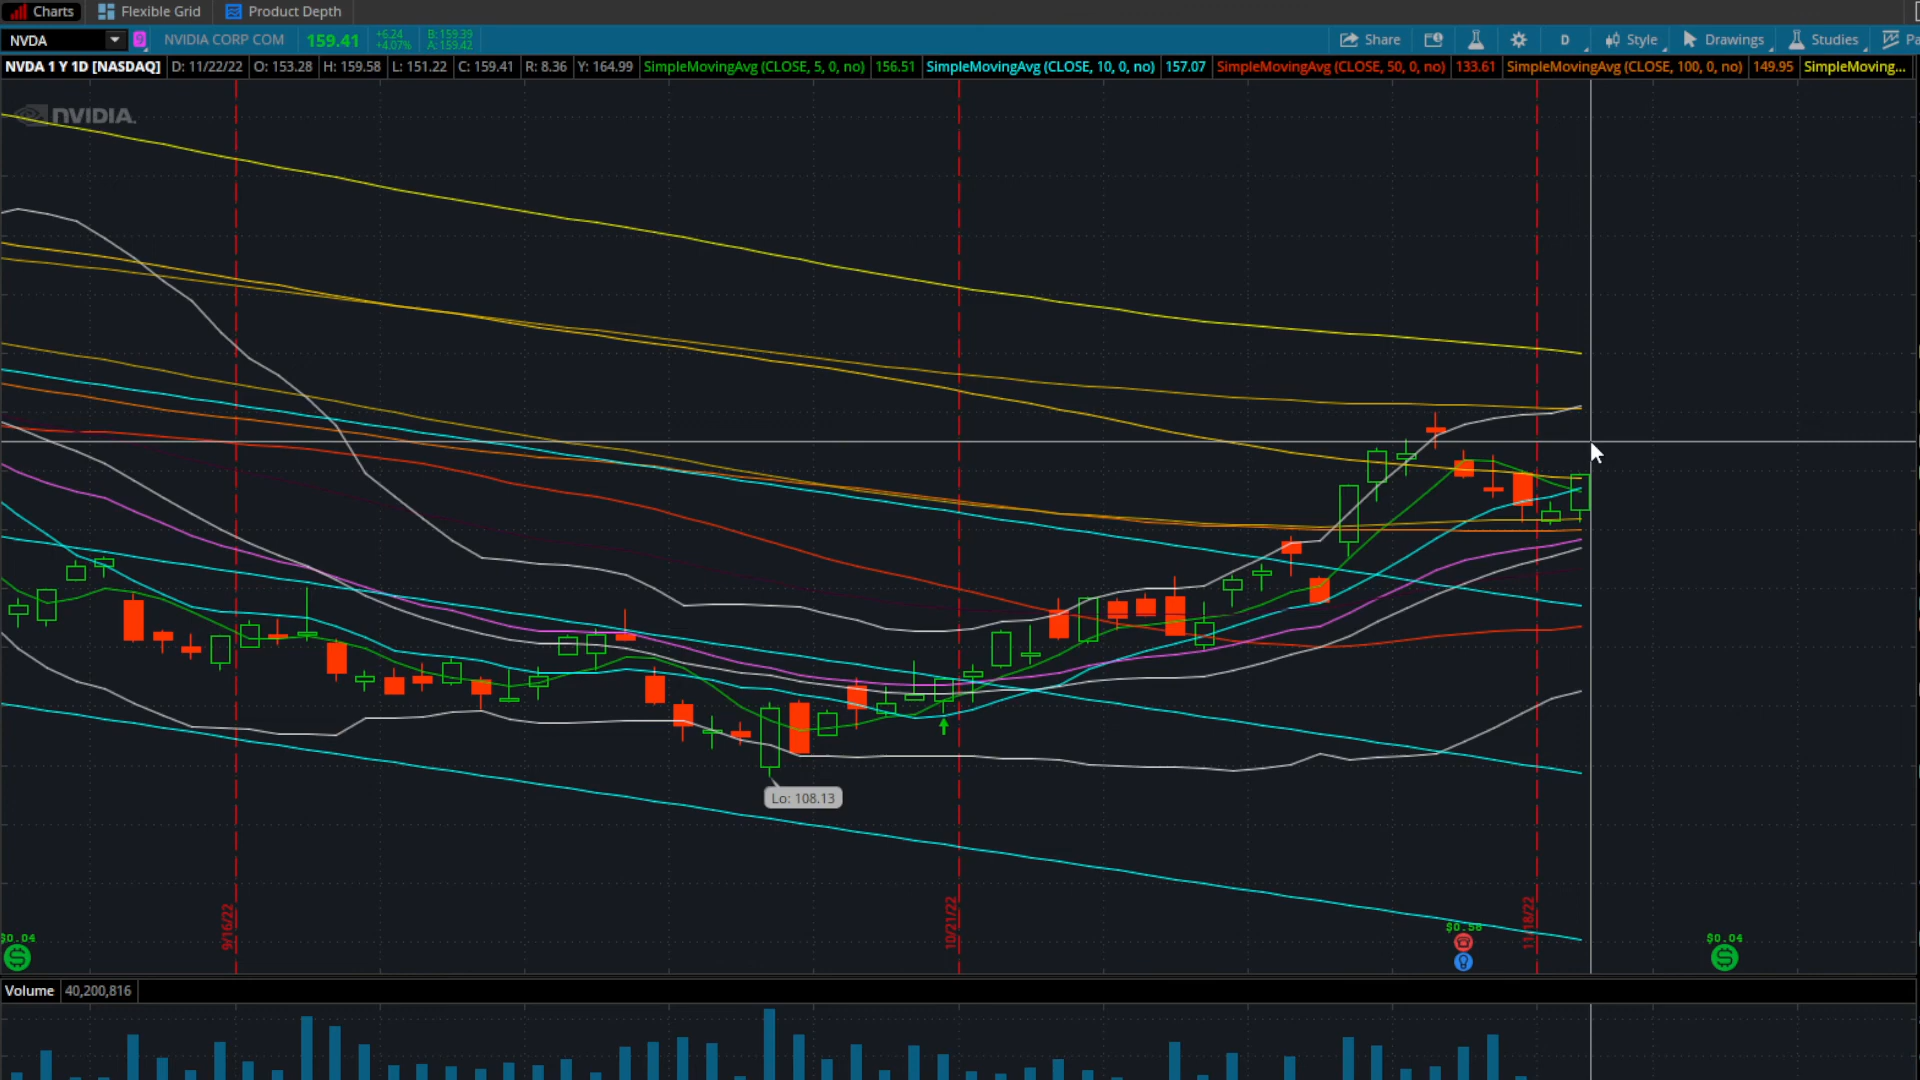 Charts Flexible Grid Product Depth
NVDA 9 NVIDIA CORP COM 159.41 +6.24 +4.07% B: 159.39 A: 159.42 Share D Style Drawings Studies Pa
NVDA 1 Y 1D [NASDAQ] D: 11/22/22 O: 153.28 H: 159.58 L: 151.22 C: 159.41 R: 8.36 Y: 164.99 SimpleMovingAvg (CLOSE, 5, 0, no) 156.51 SimpleMovingAvg (CLOSE, 10, 0, no) 157.07 SimpleMovingAvg (CLOSE, 50, 0, no) 133.61 SimpleMovingAvg (CLOSE, 100, 0, no) 149.95 SimpleMoving...
NVIDIA.
Lo: 108.13
9/16/22
10/21/22
11/18/22
$0.04 $0.58 $0.04
Volume 40,200,816